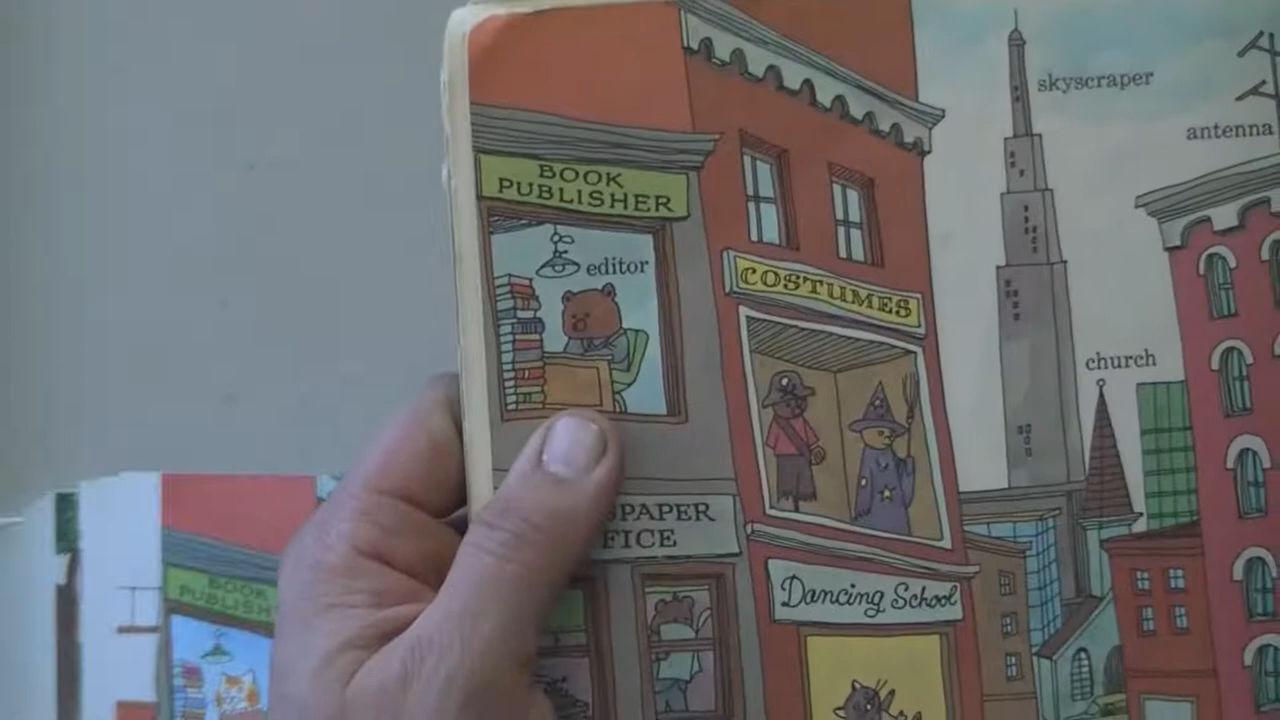 BOOK
PUBLISHER
editor
COSTUMES
SPAPER
FICE
Dancing School
skyscraper
antenna
church
BOOK
PUBLISH